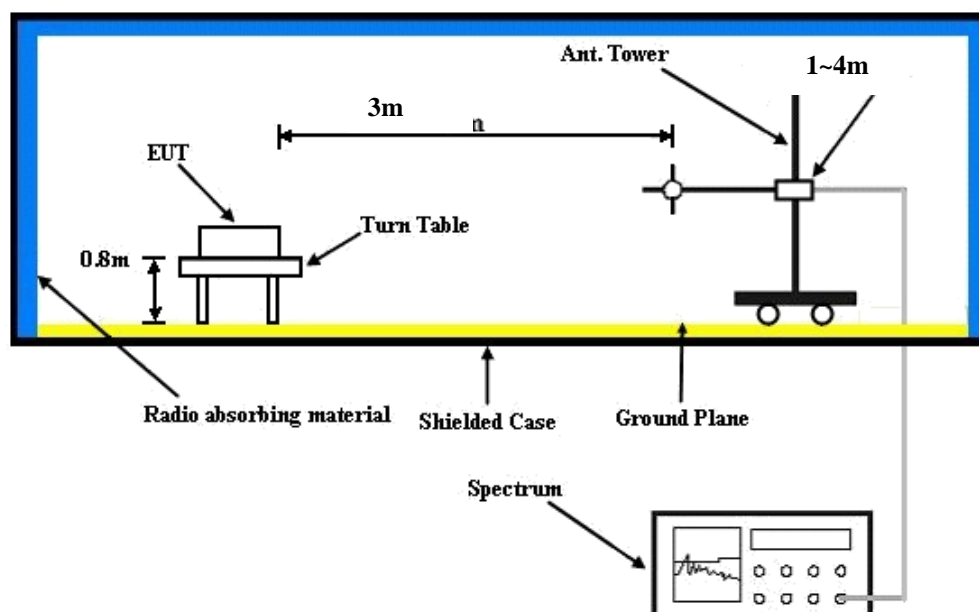 Ant. Tower
1~4m
3m
n
EUT
Turn Table
0.8m
Radio absorbing material
Shielded Case
Ground Plane
Spectrum